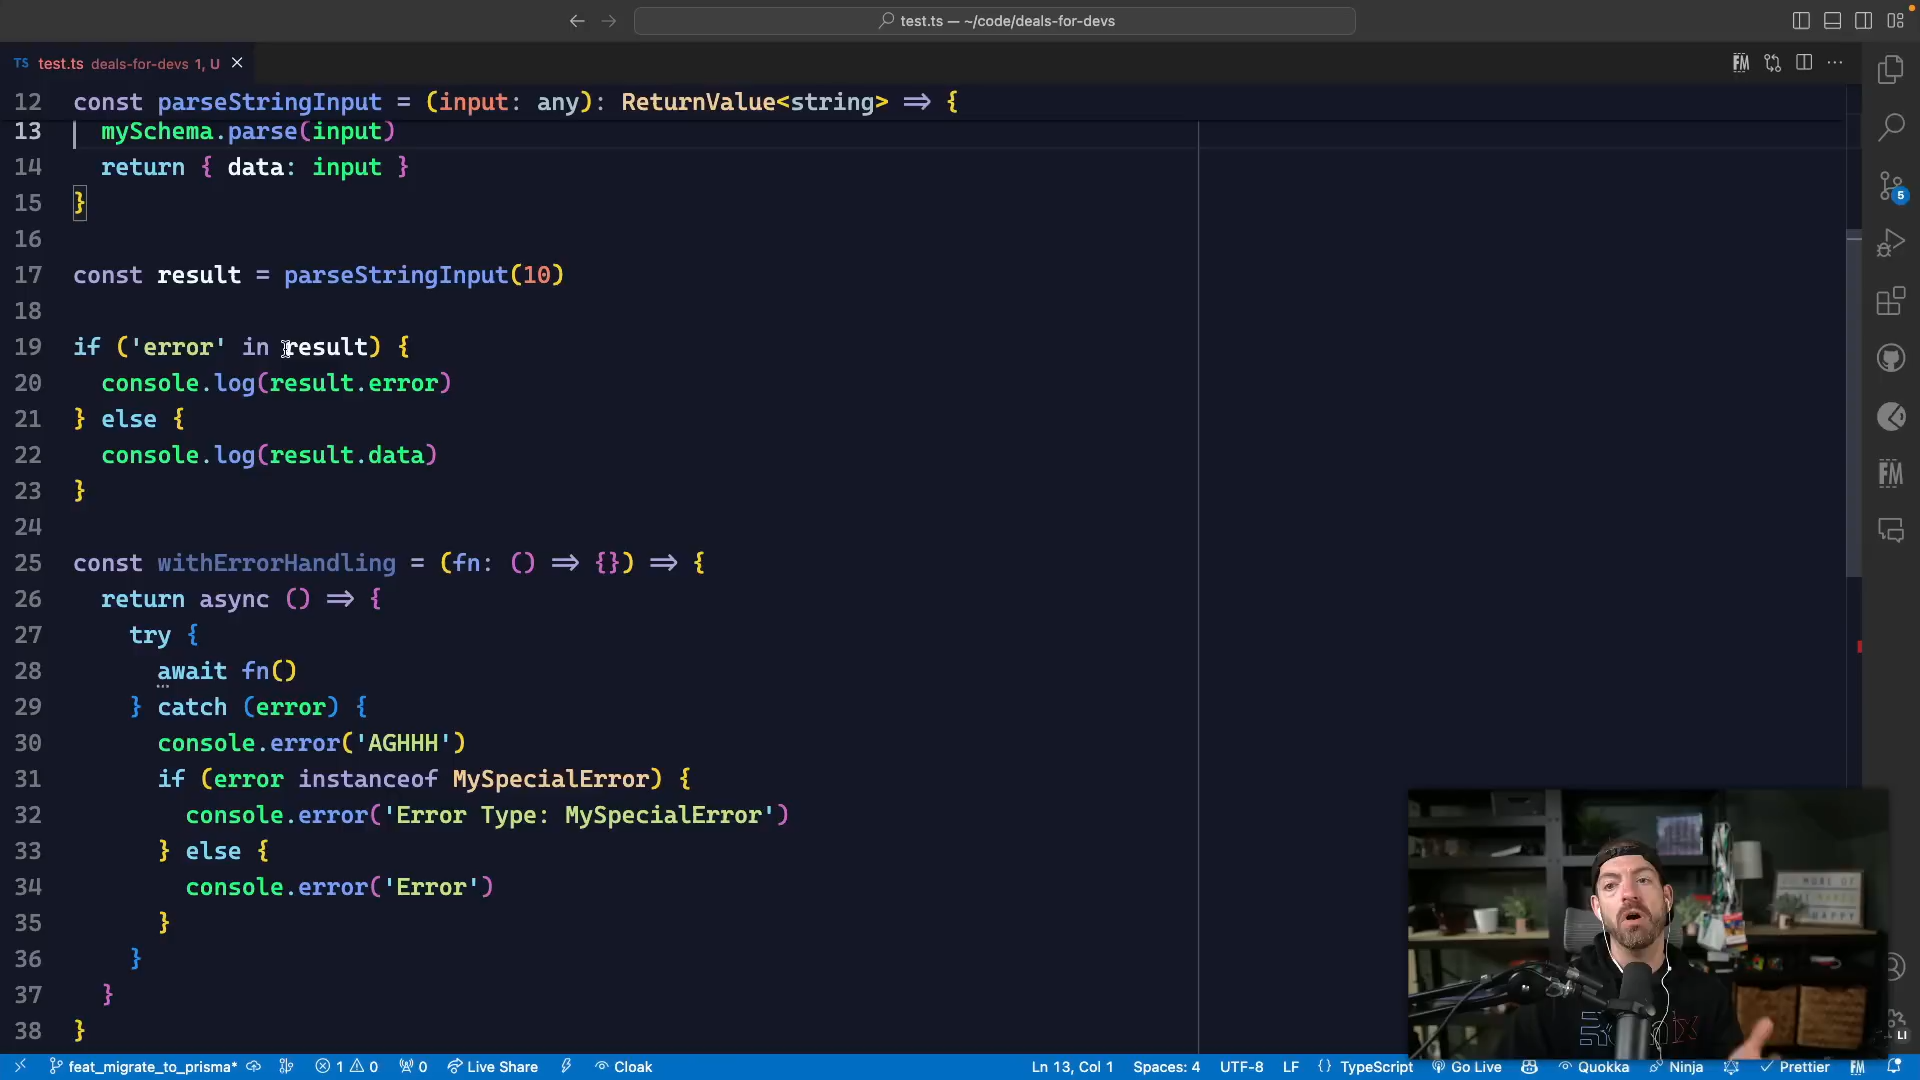 test.ts — ~/code/deals-for-devs
TS test.ts deals-for-devs 1, U
FM
12 const parseStringInput = (input: any): ReturnValue<string> => {
13 mySchema.parse(input)
14 return { data: input }
15 }
16
17 const result = parseStringInput(10)
18
19 if ('error' in result) {
20 console.log(result.error)
21 } else {
22 console.log(result.data)
23 }
24
25 const withErrorHandling = (fn: () => {}) => {
26 return async () => {
27 try {
28 await fn()
29 } catch (error) {
30 console.error('AGHHH')
31 if (error instanceof MySpecialError) {
32 console.error('Error Type: MySpecialError')
33 } else {
34 console.error('Error')
35 }
36 }
37 }
38 }
5
FM
LI
feat_migrate_to_prisma* 1 0 0 Live Share Cloak Ln 13, Col 1 Spaces: 4 UTF-8 LF {} TypeScript Go Live Quokka Ninja Prettier FM